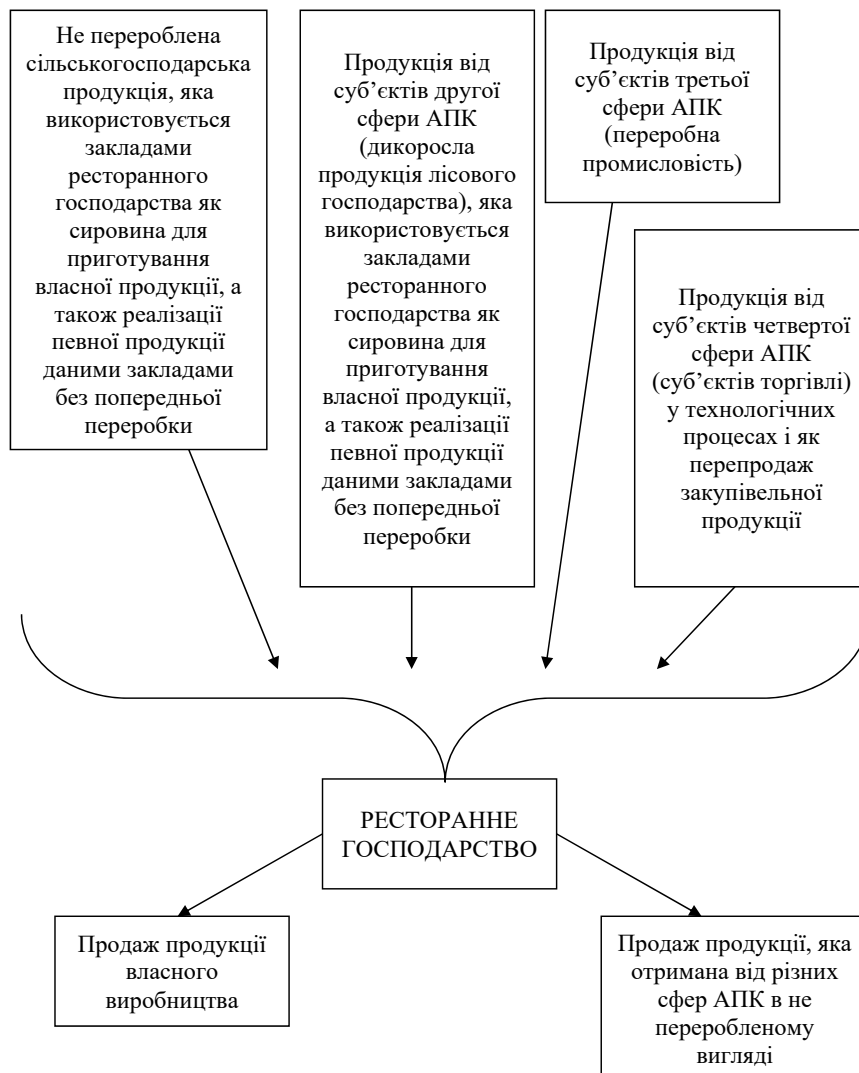 Не перероблена
сільськогосподарська
продукція, яка
використовується
закладами
ресторанного
господарства як
сировина для
приготування
власної продукції, а
також реалізації
певної продукції
даними закладами
без попередньої
переробки
Продукція від
суб’єктів другої
сфери АПК
(дикоросла
продукція лісового
господарства), яка
використовується
закладами
ресторанного
господарства як
сировина для
приготування
власної продукції,
а також реалізації
певної продукції
даними закладами
без попередньої
переробки
Продукція від
суб’єктів третьої
сфери АПК
(переробна
промисловість)
Продукція від
суб’єктів четвертої
сфери АПК
(суб’єктів торгівлі)
у технологічних
процесах і як
перепродаж
закупівельної
продукції
РЕСТОРАННЕ
ГОСПОДАРСТВО
Продаж продукції
власного
виробництва
Продаж продукції, яка
отримана від різних
сфер АПК в не
переробленому
вигляді